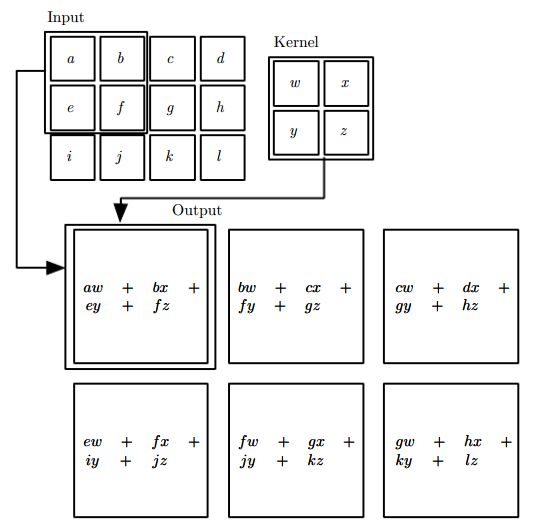 Input
a b c d
Kernel
e f g h
w x
i j k l
y z
Output
aw + bx +
ey + fz
bw + cx +
fy + gz
cw + dx +
gy + hz
ew + fx +
iy + jz
fw + gx +
jy + kz
gw + hx +
ky + lz